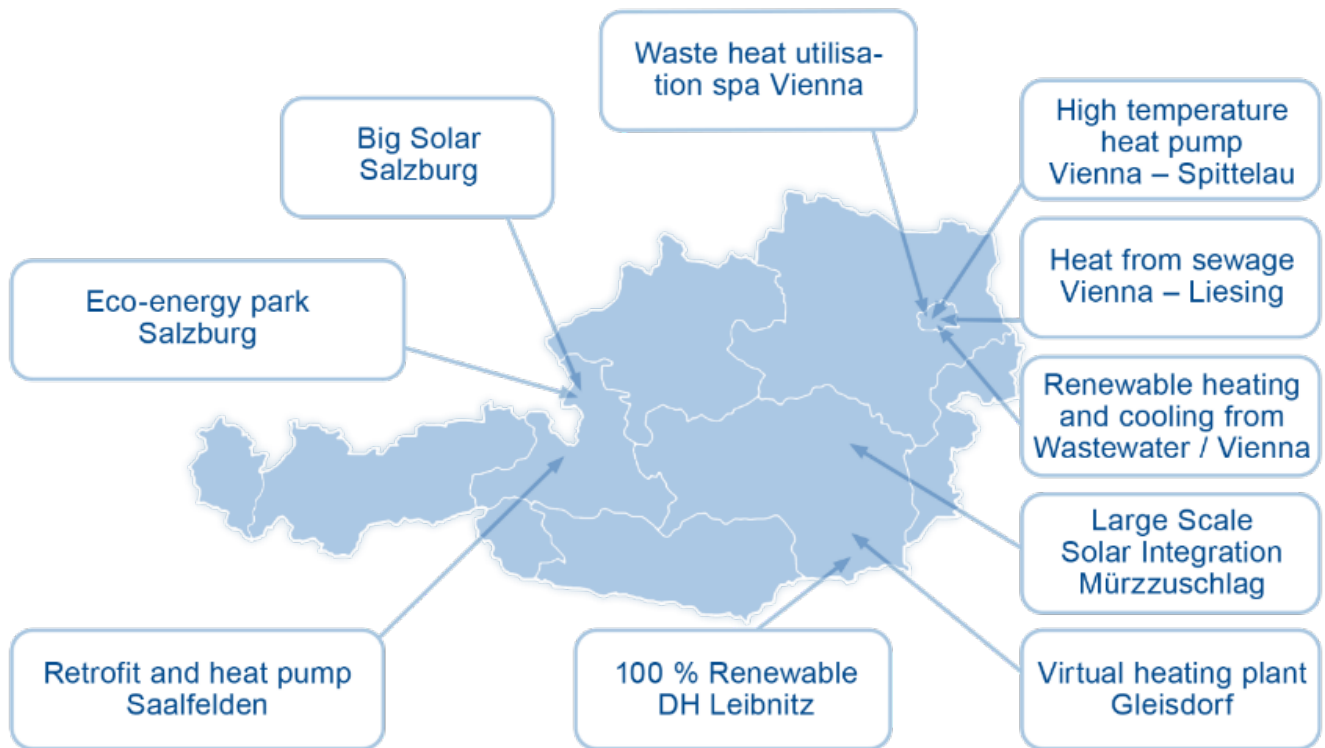 Waste heat utilisa-
tion spa Vienna
Big Solar
Salzburg
High temperature
heat pump
Vienna – Spittelau
Eco-energy park
Salzburg
Heat from sewage
Vienna – Liesing
Renewable heating
and cooling from
Wastewater / Vienna
Large Scale
Solar Integration
Mürzzuschlag
Retrofit and heat pump
Saalfelden
100 % Renewable
DH Leibnitz
Virtual heating plant
Gleisdorf